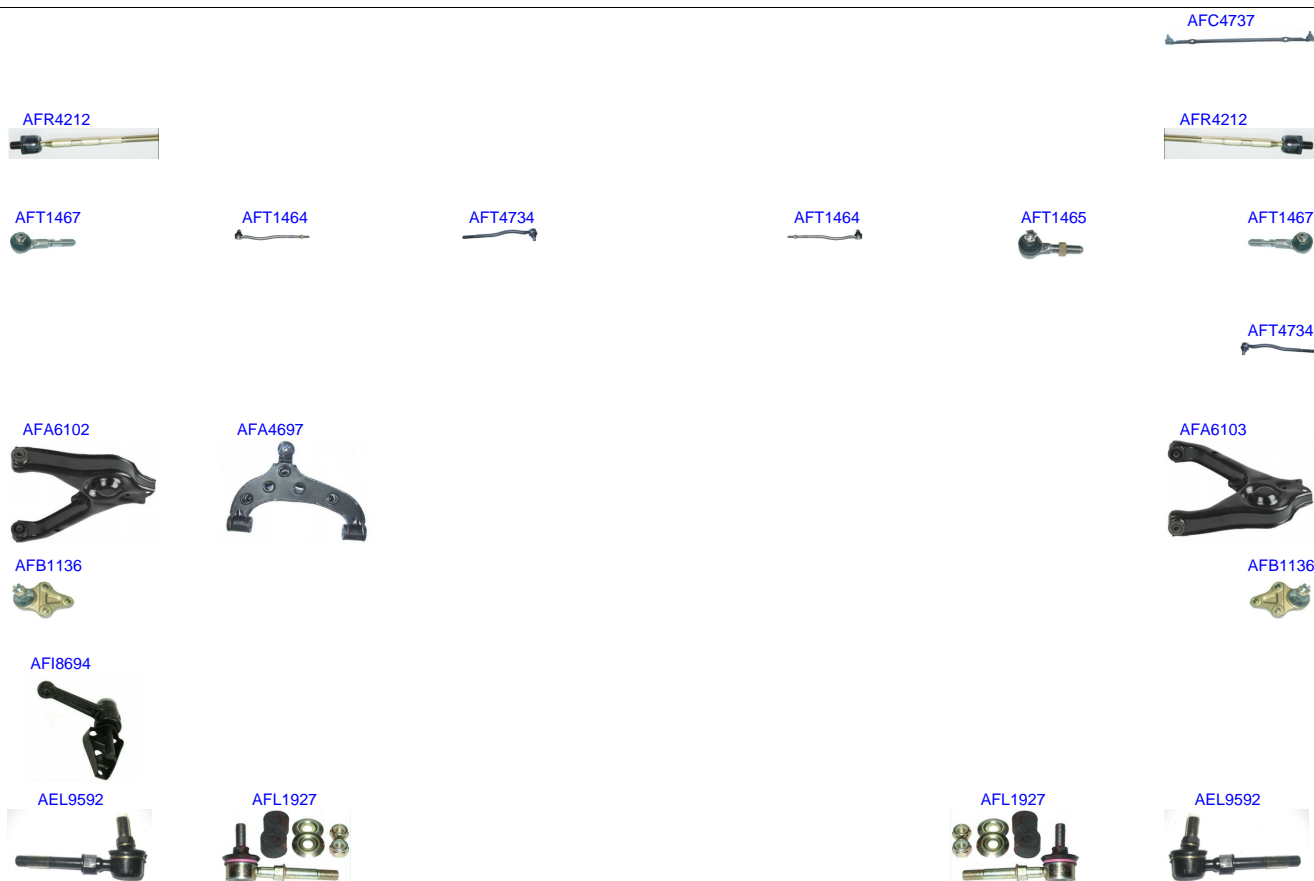 AFC4737
AFR4212 AFR4212
AFT1467 AFT1464 AFT4734 AFT1464 AFT1465 AFT1467
AFT4734
AFA6102 AFA4697 AFA6103
AFB1136 AFB1136
AFI8694
AEL9592 AFL1927 AFL1927 AEL9592